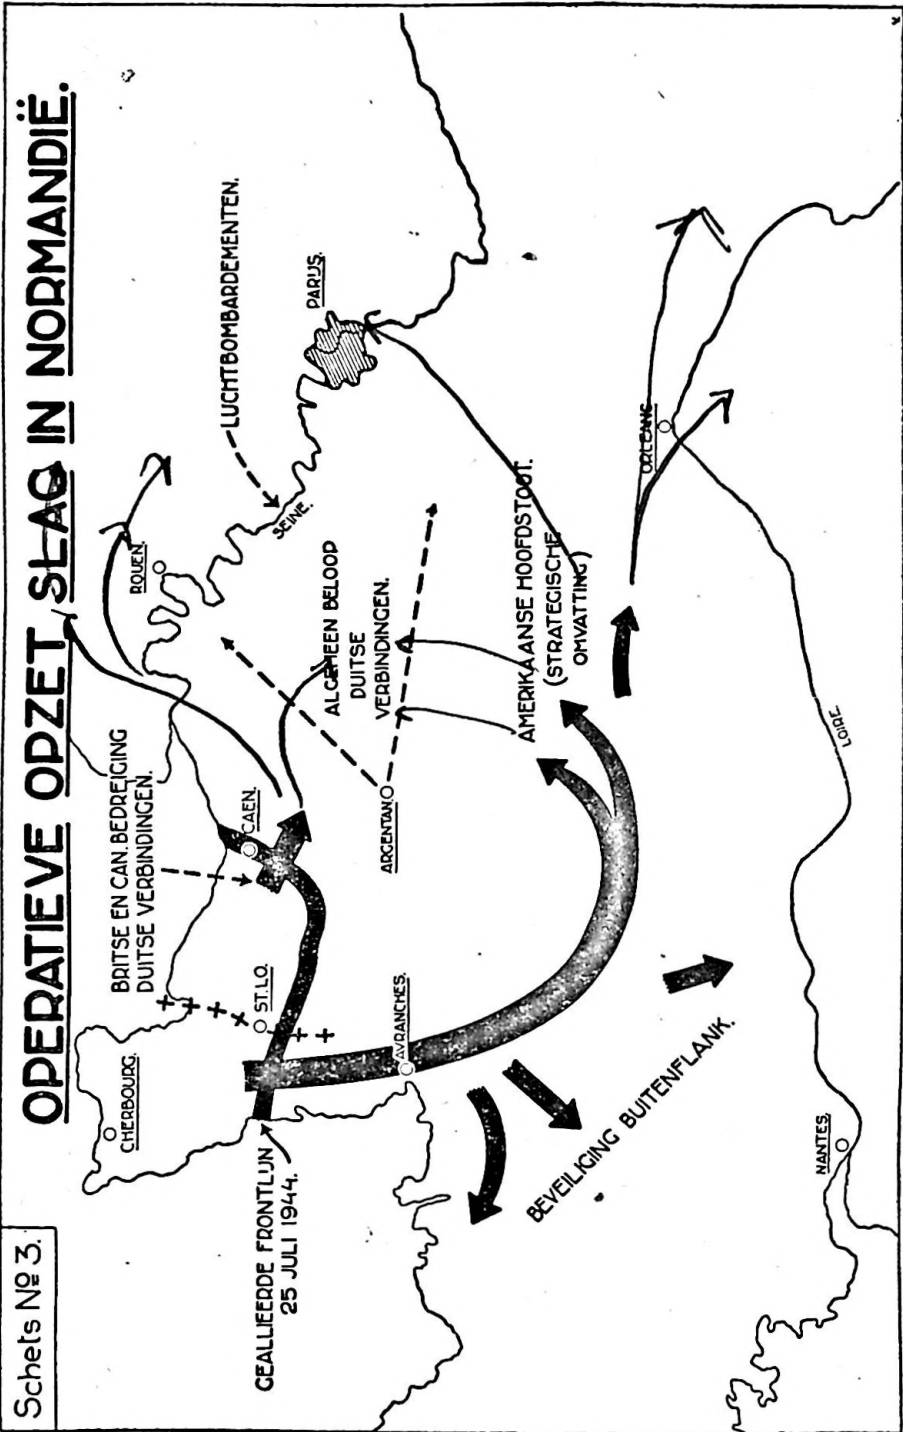 Schets № 3.
OPERATIEVE OPZET SLAG IN NORMANDIË.
CHERBOURG.
BRITSE EN CAN. BEDREIGING
DUITSE VERBINDINGEN.
ROUEN.
LUCHTBOMBARDEMENTEN.
ST. LO.
CAEN.
SEINE.
PARIJS.
GEALLIEERDE FRONTLIJN
25 JULI 1944.
ALGEMEEN BELOOP
DUITSE
VERBINDINGEN.
AVRANCHES.
ARGENTAN
AMERIKAANSE HOOFDSTOOT.
(STRATEGISCHE
OMVATTING)
ORLEANS
BEVEILIGING BUITENFLANK.
LOIRE.
NANTES.